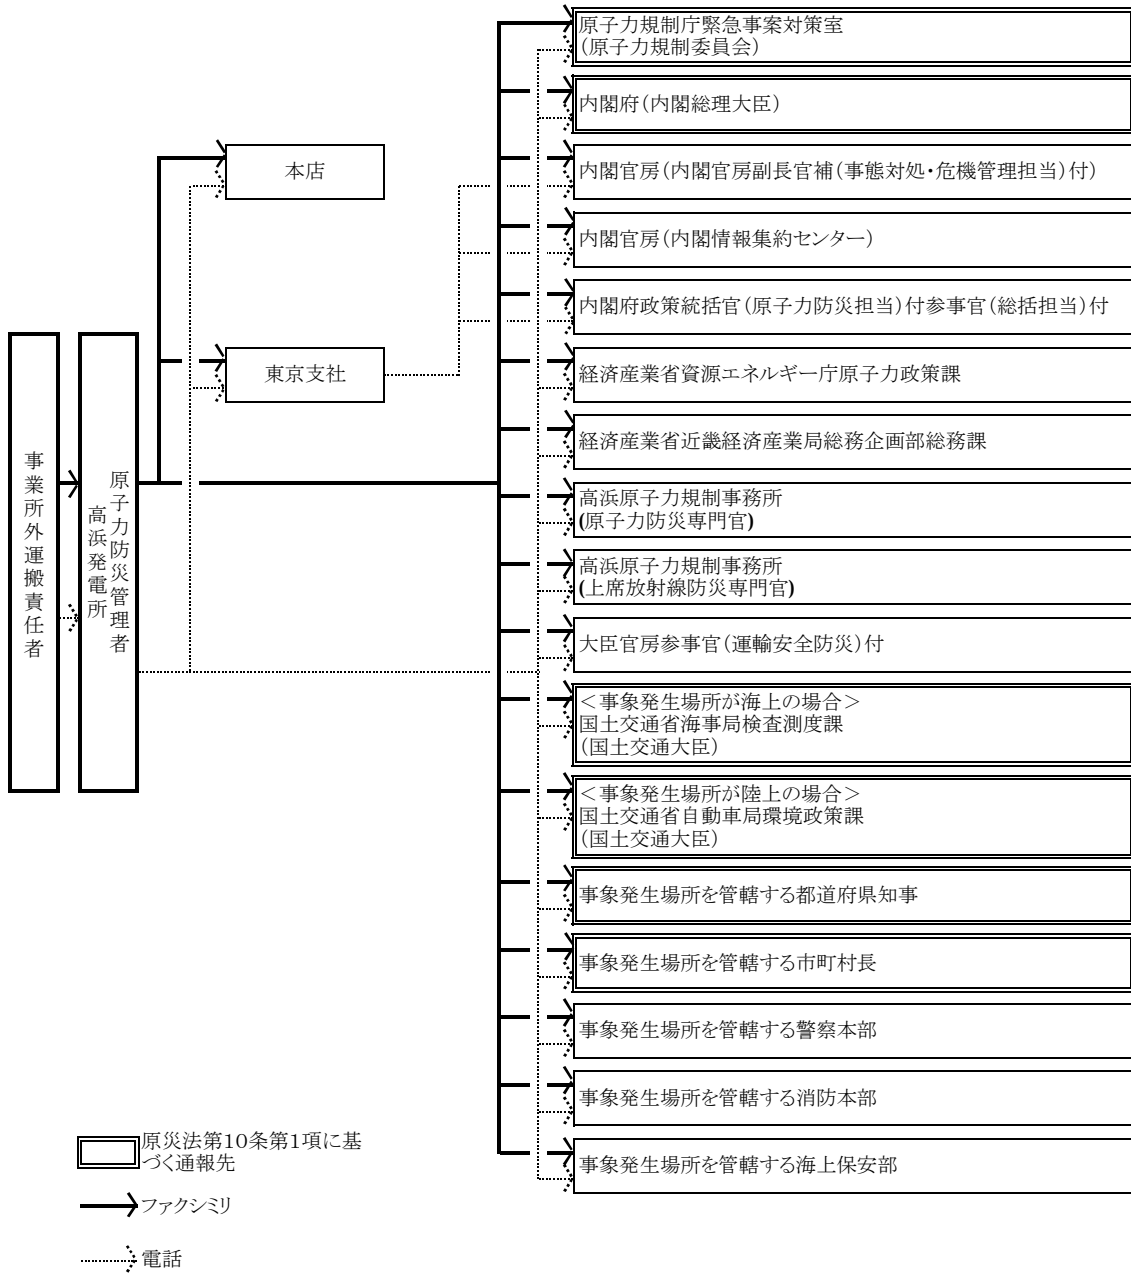 原子力規制庁緊急事案対策室
（原子力規制委員会）
内閣府（内閣総理大臣）
本店
内閣官房（内閣官房副長官補（事態対処・危機管理担当）付）
内閣官房（内閣情報集約センター）
内閣府政策統括官（原子力防災担当）付参事官（総括担当）付
東京支社
経済産業省資源エネルギー庁原子力政策課
経済産業省近畿経済産業局総務企画部総務課
事業所外運搬責任者
原子力防災管理者
高浜発電所
高浜原子力規制事務所
(原子力防災専門官)
高浜原子力規制事務所
(上席放射線防災専門官)
大臣官房参事官（運輸安全防災）付
＜事象発生場所が海上の場合＞
国土交通省海事局検査測度課
（国土交通大臣）
＜事象発生場所が陸上の場合＞
国土交通省自動車局環境政策課
（国土交通大臣）
事象発生場所を管轄する都道府県知事
事象発生場所を管轄する市町村長
事象発生場所を管轄する警察本部
事象発生場所を管轄する消防本部
事象発生場所を管轄する海上保安部
原災法第10条第1項に基
づく通報先
ファクシミリ
電話